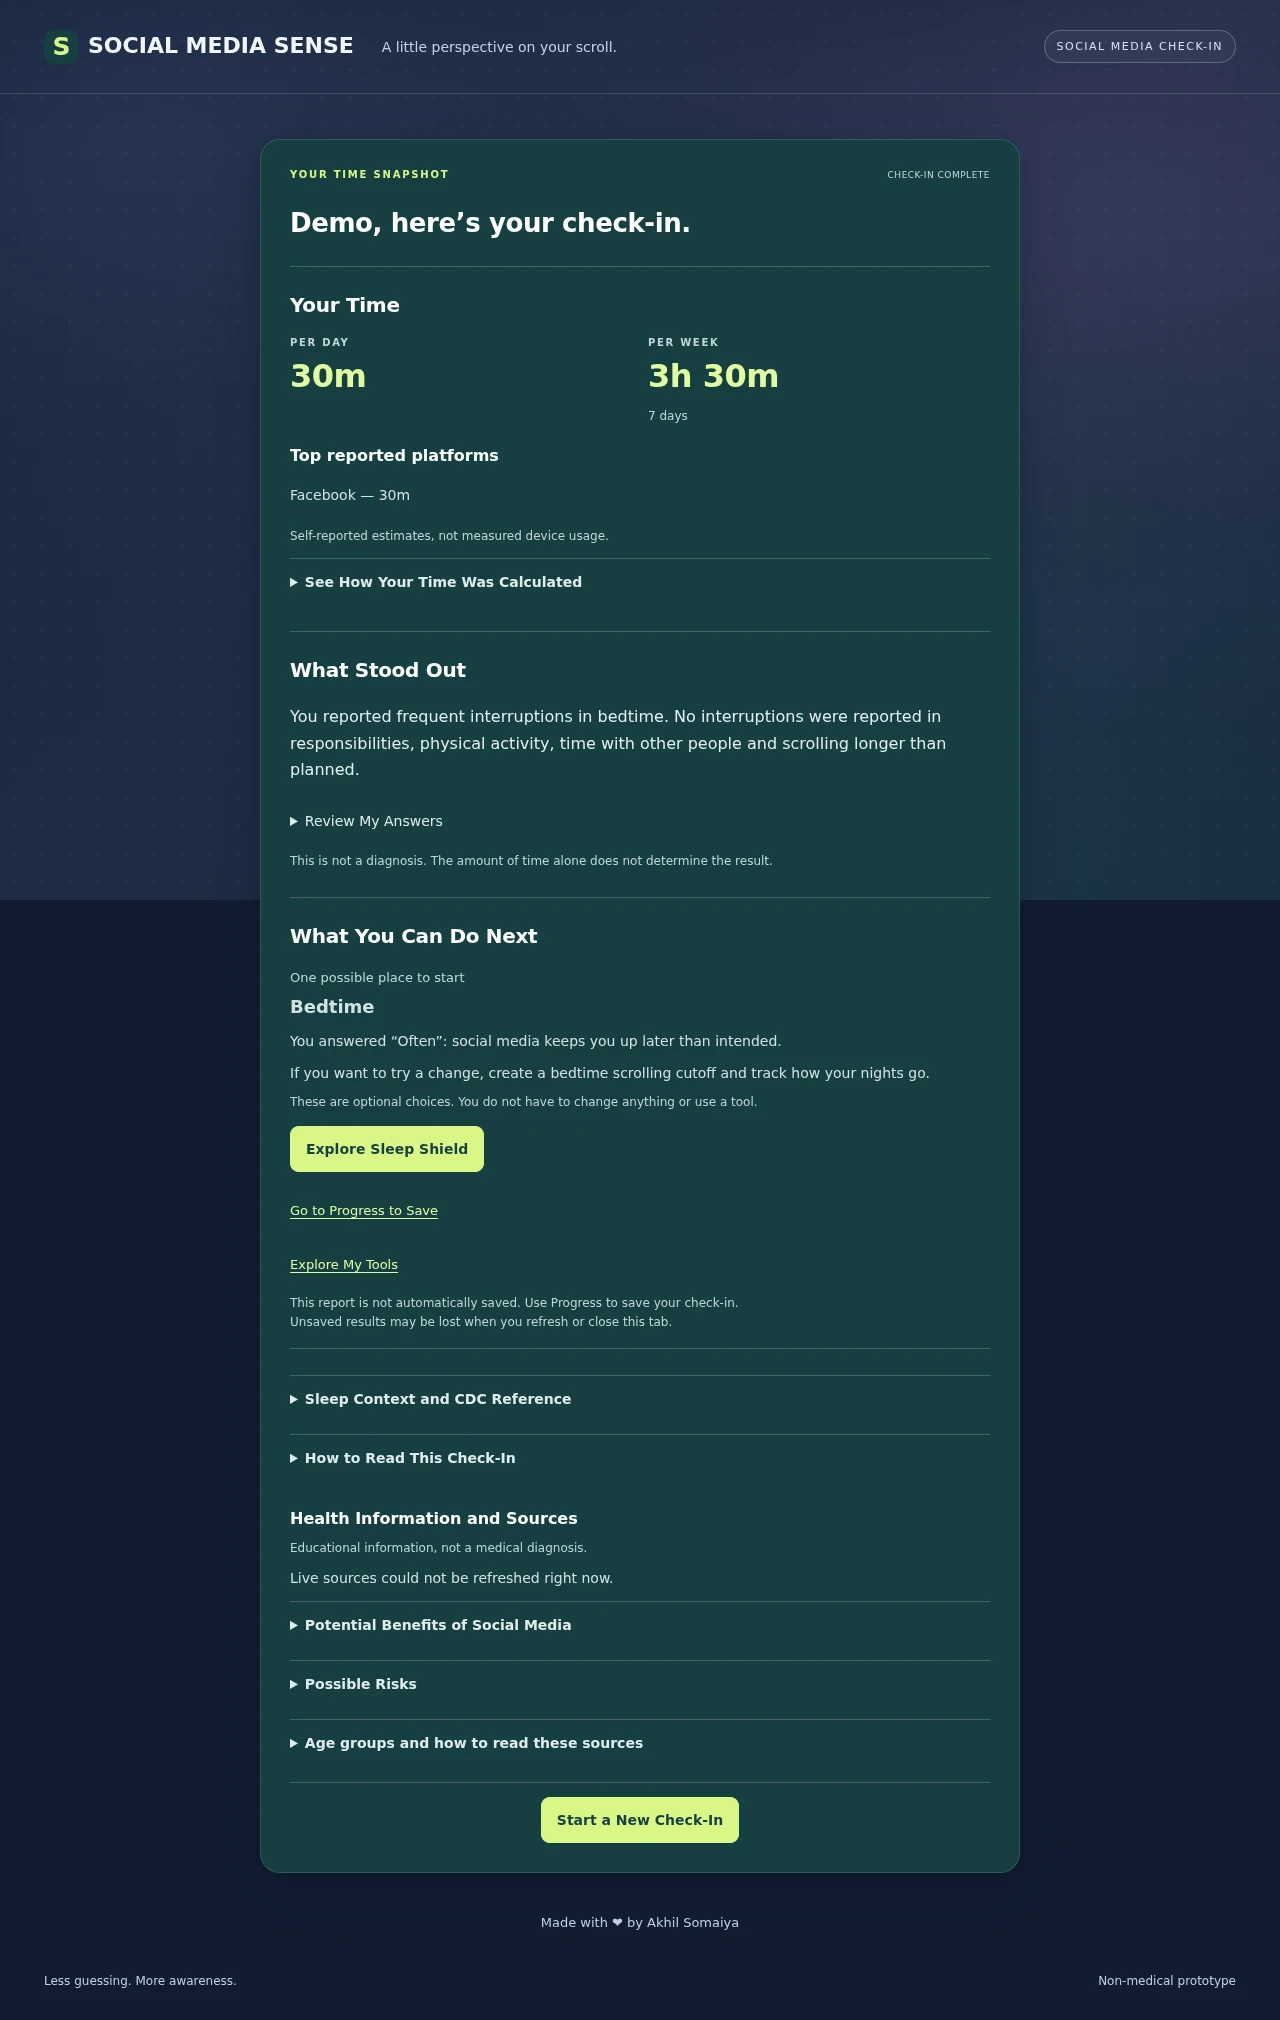 S SOCIAL MEDIA SENSE
A little perspective on your scroll.
SOCIAL MEDIA CHECK-IN
YOUR TIME SNAPSHOT
CHECK-IN COMPLETE
Demo, here’s your check-in.
Your Time
PER DAY
30m
PER WEEK
3h 30m
7 days
Top reported platforms
Facebook — 30m
Self-reported estimates, not measured device usage.
See How Your Time Was Calculated
What Stood Out
You reported frequent interruptions in bedtime. No interruptions were reported in
responsibilities, physical activity, time with other people and scrolling longer than
planned.
Review My Answers
This is not a diagnosis. The amount of time alone does not determine the result.
What You Can Do Next
One possible place to start
Bedtime
You answered “Often”: social media keeps you up later than intended.
If you want to try a change, create a bedtime scrolling cutoff and track how your nights go.
These are optional choices. You do not have to change anything or use a tool.
Explore Sleep Shield
Go to Progress to Save
Explore My Tools
This report is not automatically saved. Use Progress to save your check-in.
Unsaved results may be lost when you refresh or close this tab.
Sleep Context and CDC Reference
How to Read This Check-In
Health Information and Sources
Educational information, not a medical diagnosis.
Live sources could not be refreshed right now.
Potential Benefits of Social Media
Possible Risks
Age groups and how to read these sources
Start a New Check-In
Made with ❤ by Akhil Somaiya
Less guessing. More awareness.
Non-medical prototype